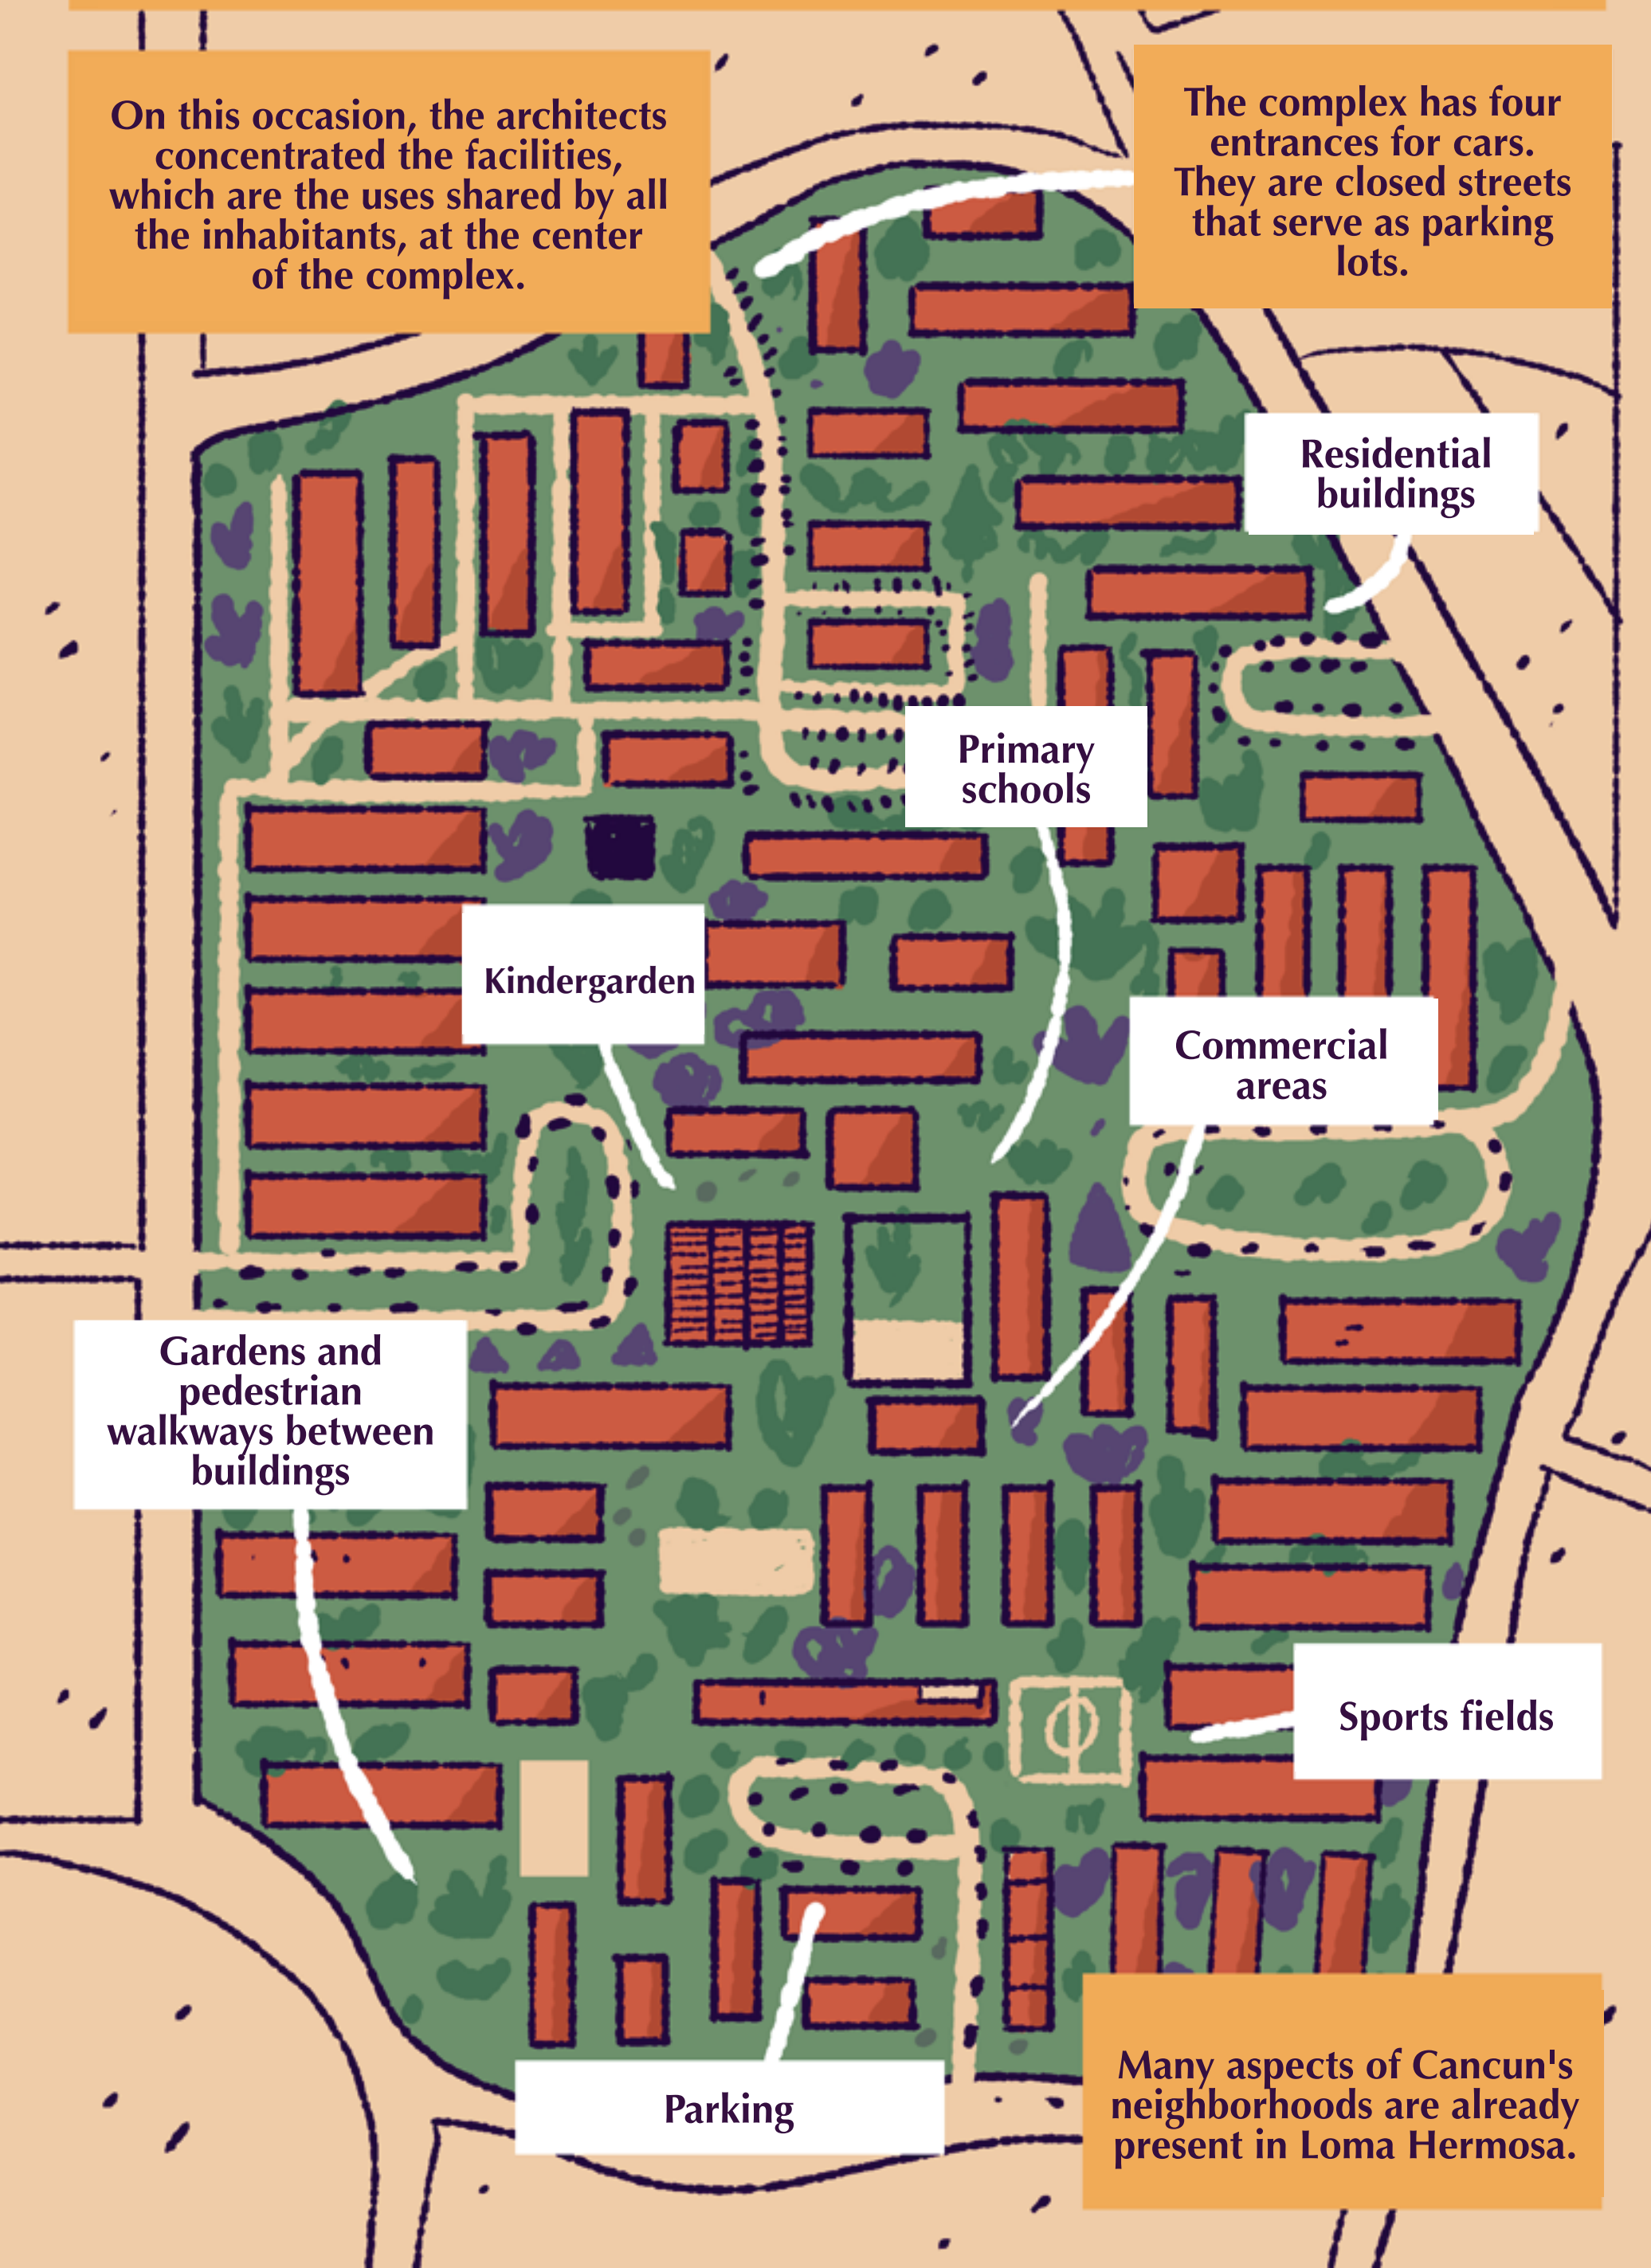 On this occasion, the architects
concentrated the facilities,
which are the uses shared by all
the inhabitants, at the center
of the complex.
The complex has four
entrances for cars.
They are closed streets
that serve as parking
lots.
Residential
buildings
Primary
schools
Kindergarden
Commercial
areas
Gardens and
pedestrian
walkways between
buildings
Sports fields
Many aspects of Cancun's
neighborhoods are already
present in Loma Hermosa.
Parking